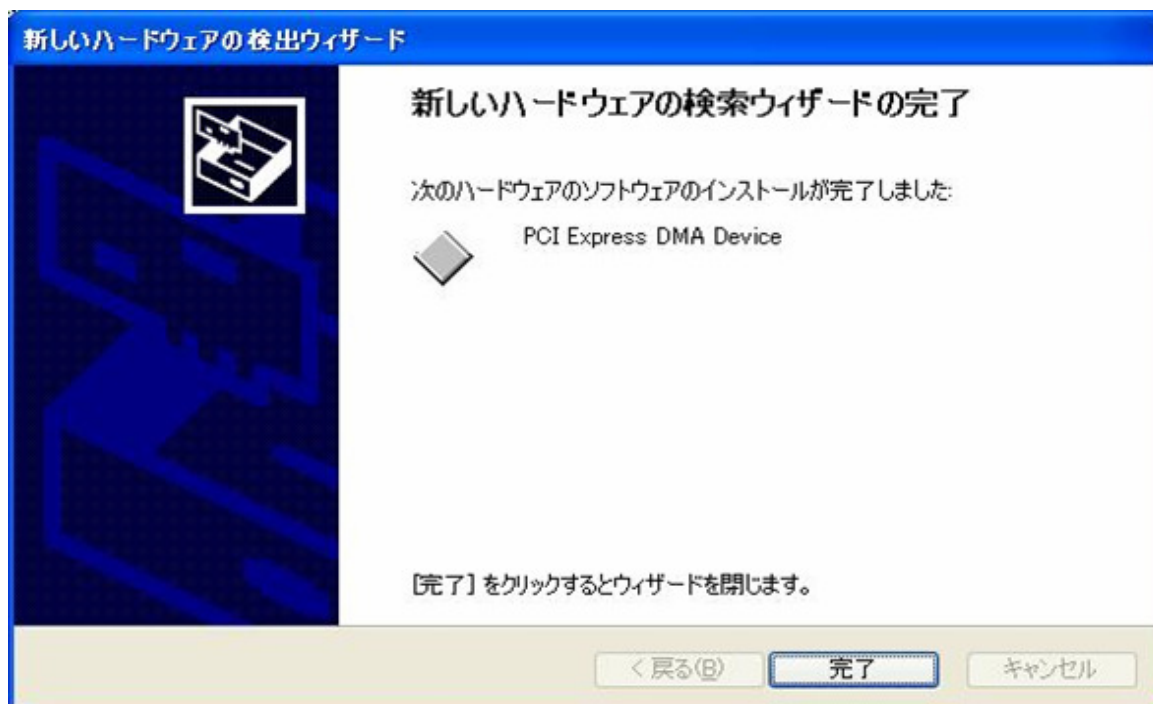 新しいハードウェアの検出ウィザード
新しいハードウェアの検索ウィザードの完了
次のハードウェアのソフトウェアのインストールが完了しました:
PCI Express DMA Device
[完了] をクリックするとウィザードを閉じます。
< 戻る(B)
完了
キャンセル